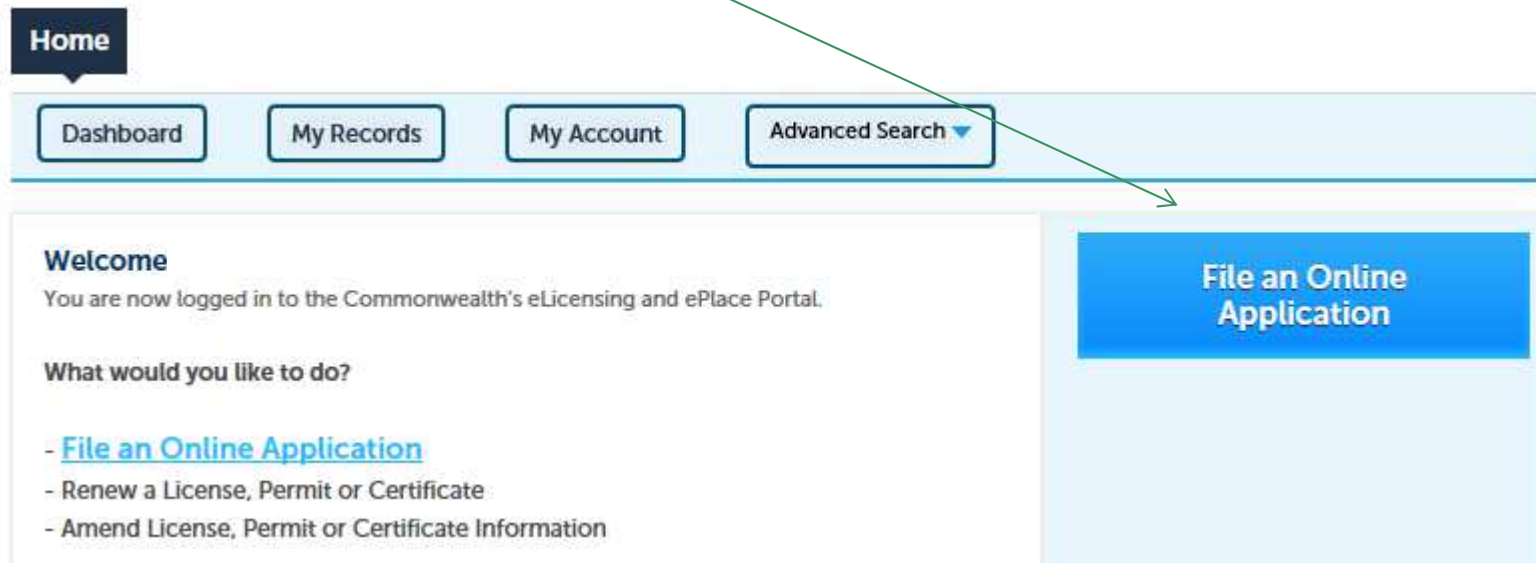 Home
Dashboard My Records My Account Advanced Search
Welcome
You are now logged in to the Commonwealth's eLicensing and ePlace Portal.
What would you like to do?
- File an Online Application
- Renew a License, Permit or Certificate
- Amend License, Permit or Certificate Information
File an Online
Application